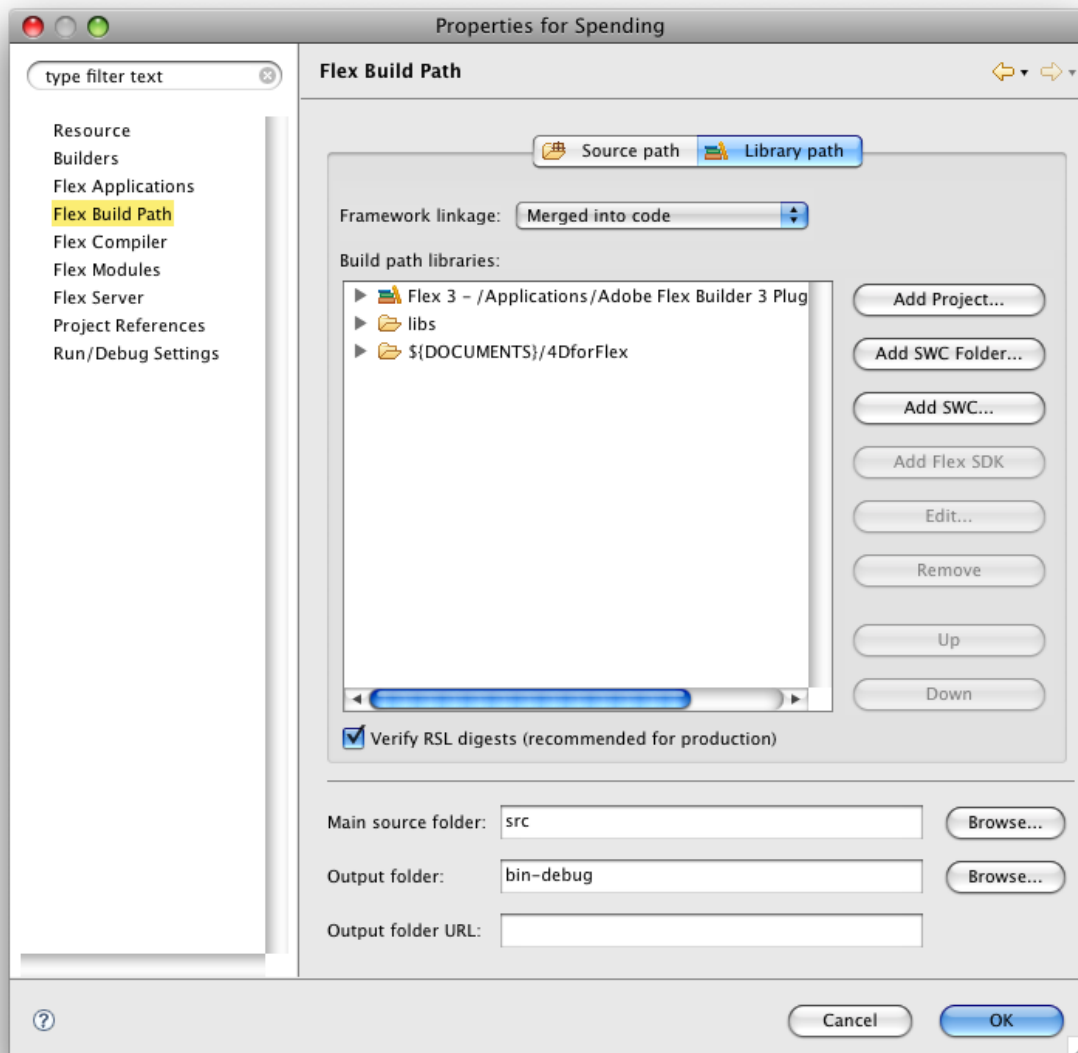 Properties for Spending
type filter text
Flex Build Path
Resource
Builders
Flex Applications
Flex Build Path
Flex Compiler
Flex Modules
Flex Server
Project References
Run/Debug Settings
Source path
Library path
Framework linkage: Merged into code
Build path libraries:
Flex 3 – /Applications/Adobe Flex Builder 3 Plug
libs
${DOCUMENTS}/4DforFlex
Add Project...
Add SWC Folder...
Add SWC...
Add Flex SDK
Edit...
Remove
Up
Down
Verify RSL digests (recommended for production)
Main source folder: src Browse...
Output folder: bin-debug Browse...
Output folder URL:
?
Cancel
OK